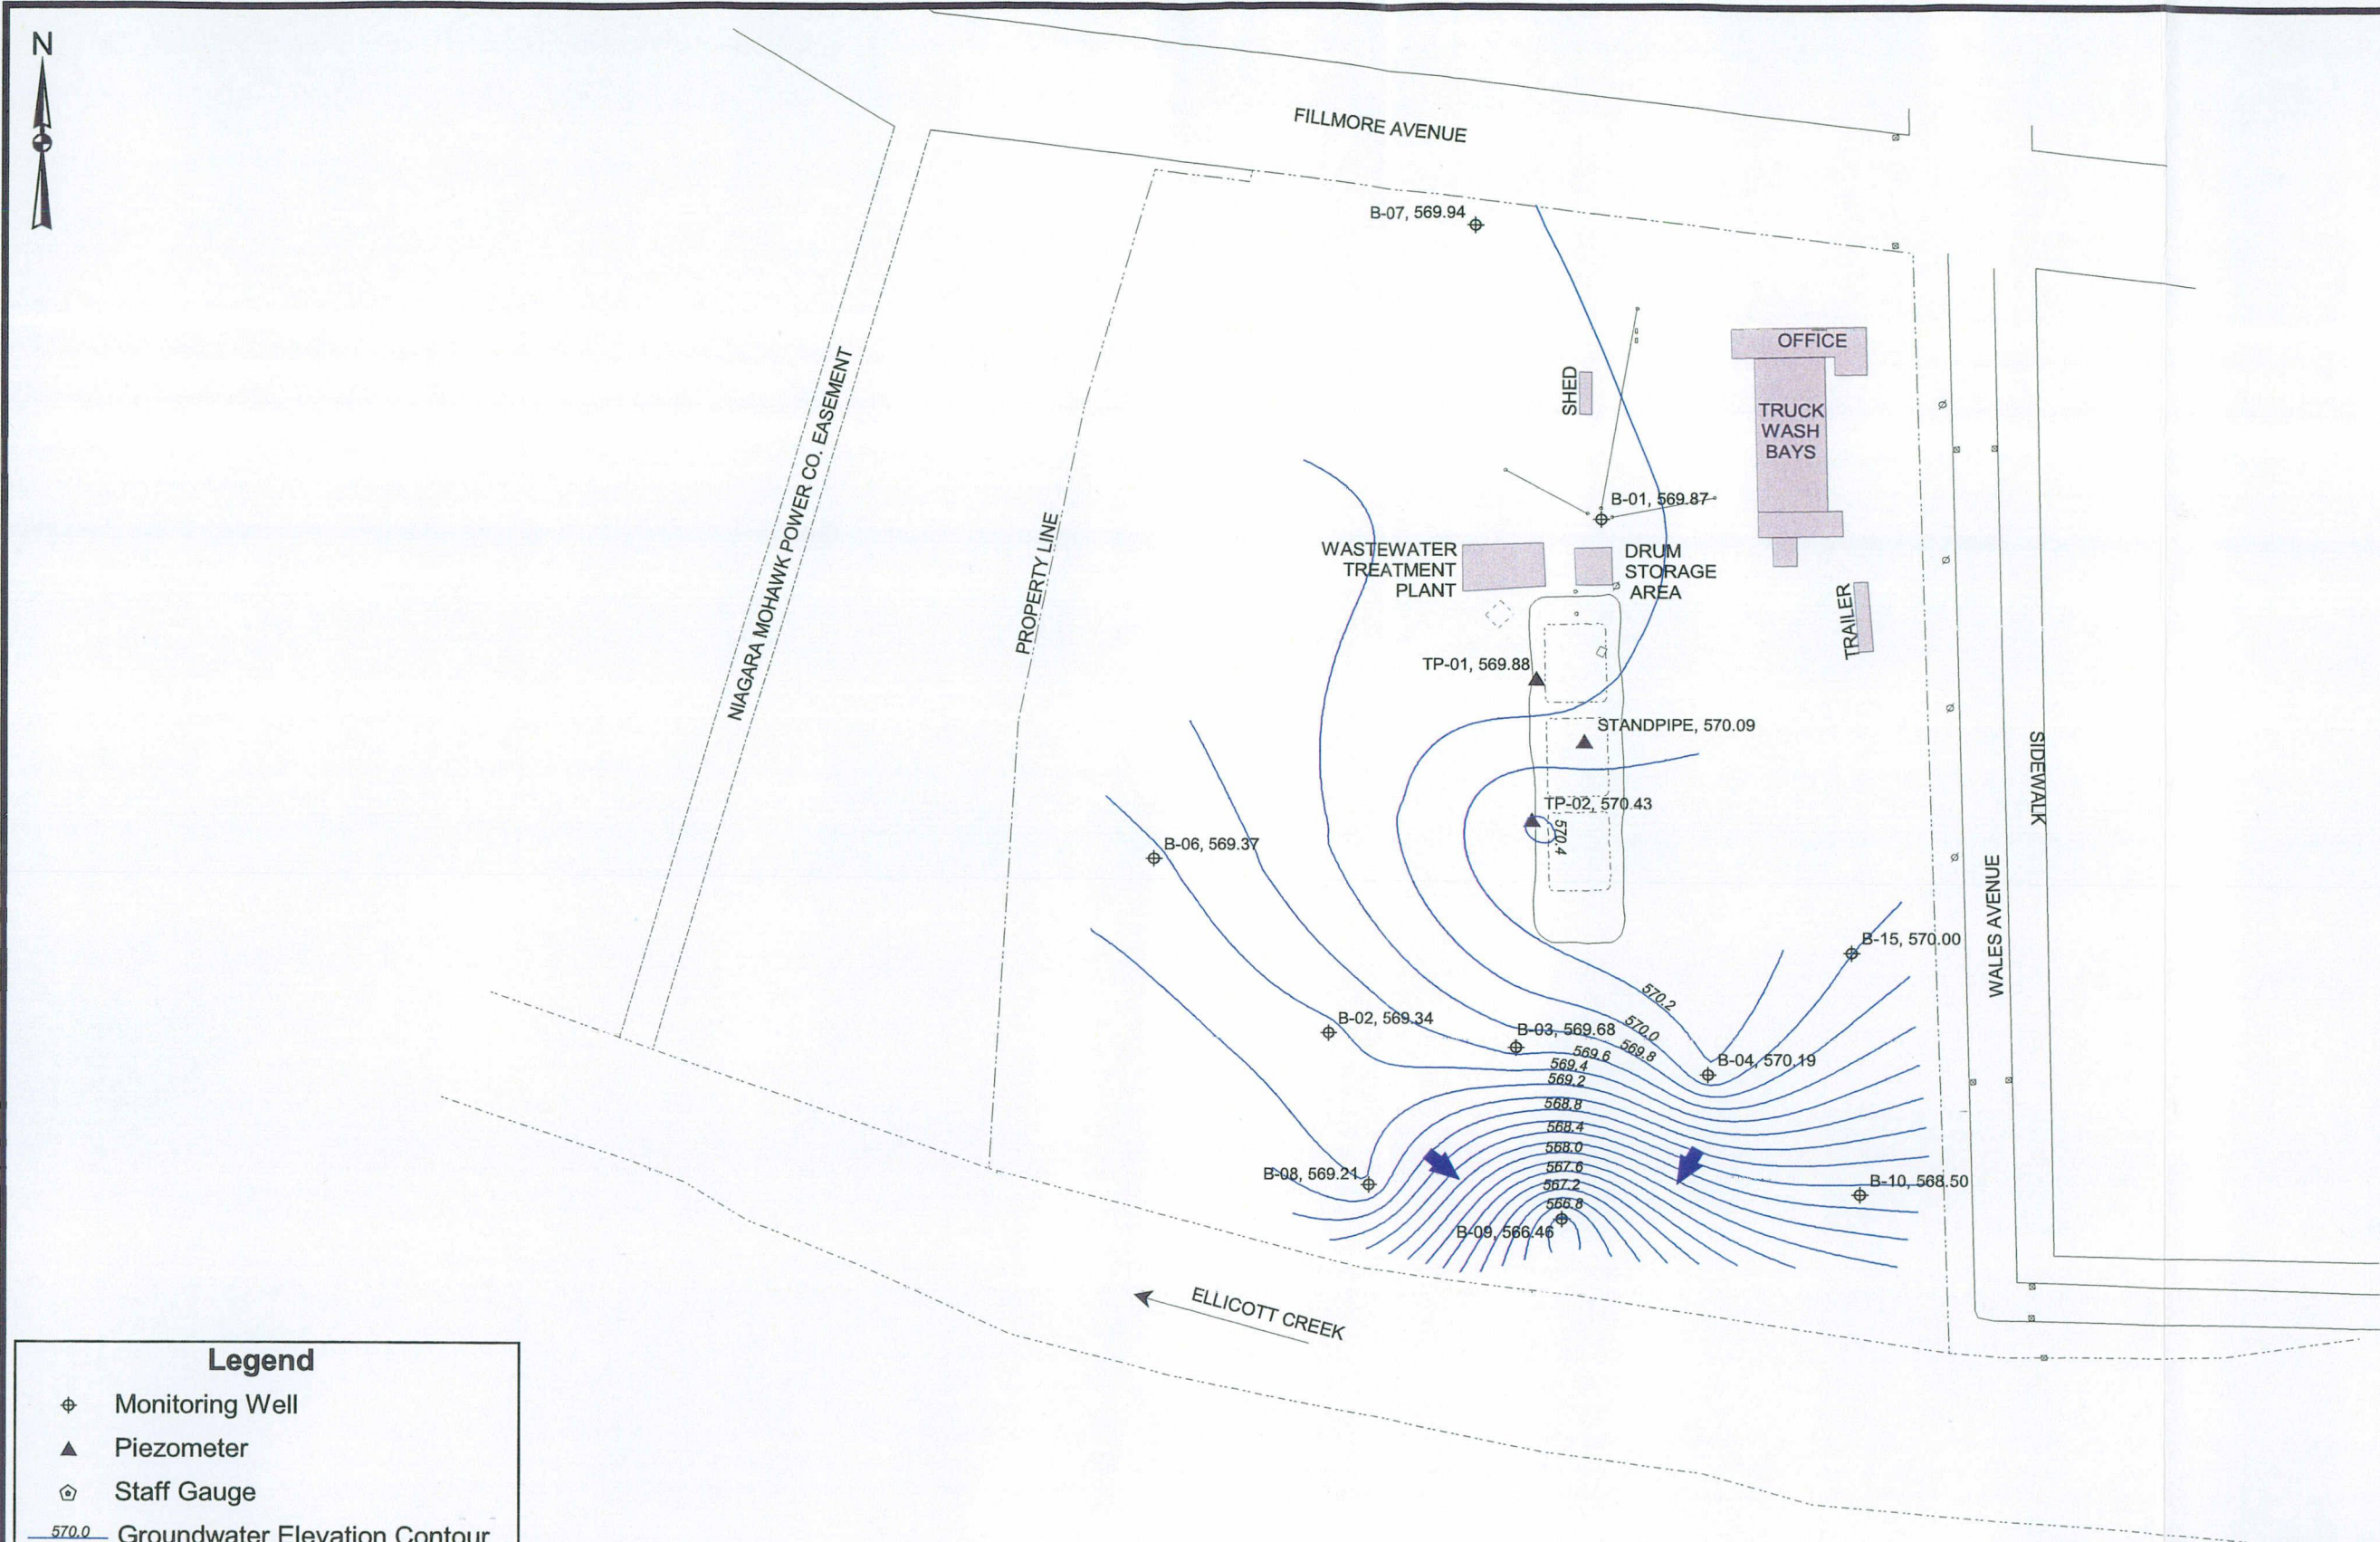 N
FILLMORE AVENUE
B-07, 569.94
OFFICE
SHED
TRUCK
WASH
BAYS
NIAGARA MOHAWK POWER CO. EASEMENT
B-01, 569.87
PROPERTY LINE
WASTEWATER
TREATMENT
PLANT
DRUM
STORAGE
AREA
TRAILER
TP-01, 569.88
STANDPIPE, 570.09
SIDEWALK
TP-02, 570.43
570.4
B-06, 569.37
WALES AVENUE
B-15, 570.00
570.2
B-02, 569.34
B-03, 569.68
570.0
569.8
569.6
B-04, 570.19
569.4
569.2
568.8
568.4
568.0
567.6
B-08, 569.21
567.2
B-10, 568.50
566.8
B-09, 566.46
ELLICOTT CREEK
Legend
Monitoring Well
Piezometer
Staff Gauge
570.0 Groundwater Elevation Contour